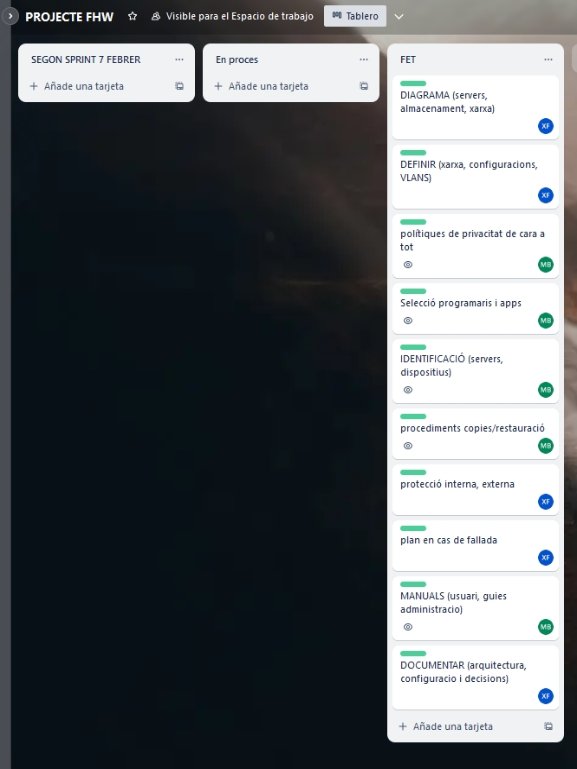 PROJECTE FHW
Visible para el Espacio de trabajo
Tablero
SEGON SPRINT 7 FEBRER
Añade una tarjeta
En proces
Añade una tarjeta
FET
DIAGRAMA (servers,
almacenament, xarxa)
XF
DEFINIR (xarxa, configuracions,
VLANS)
XF
polítiques de privacitat de cara a
tot
MB
Selecció programaris i apps
MB
IDENTIFICACIÓ (servers,
dispositius)
MB
procediments copies/restauració
MB
protecció interna, externa
XF
plan en cas de fallada
XF
MANUALS (usuari, guies
administracio)
MB
DOCUMENTAR (arquitectura,
configuracio i decisions)
XF
Añade una tarjeta